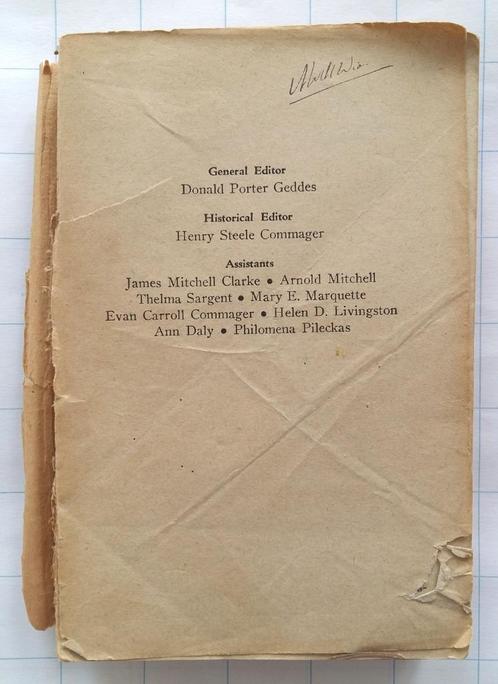 General Editor
Donald Porter Geddes
Historical Editor
Henry Steele Commager
Assistants
James Mitchell Clarke ● Arnold Mitchell
Thelma Sargent ● Mary E. Marquette
Evan Carroll Commager ● Helen D. Livingston
Ann Daly ● Philomena Pileckas